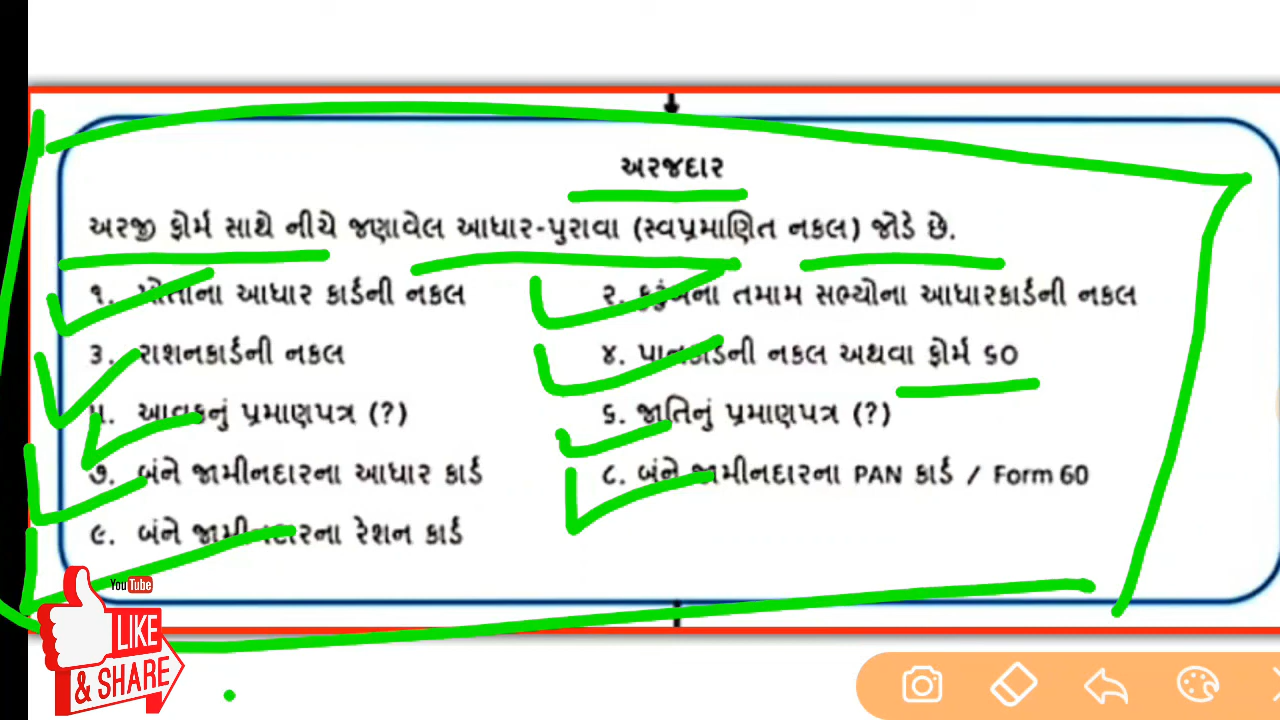 અરજદાર
અરજી ફોર્મ સાથે નીચે જણાવેલ આધાર-પુરાવા (સ્વપ્રમાણિત નકલ) જોડે છે.
૧. પોતાના આધાર કાર્ડની નકલ
૨. કુટુંબના તમામ સભ્યોના આધારકાર્ડની નકલ
૩. રાશનકાર્ડની નકલ
૪. પાનકાર્ડની નકલ અથવા ફોર્મ ૬૦
૫. આવકનું પ્રમાણપત્ર (?)
૬. જાતિનું પ્રમાણપત્ર (?)
૭. બંને જામીનદારના આધાર કાર્ડ
૮. બંને જામીનદારના PAN કાર્ડ / Form 60
૯. બંને જામીનદારના રેશન કાર્ડ
YouTube
LIKE
& SHARE